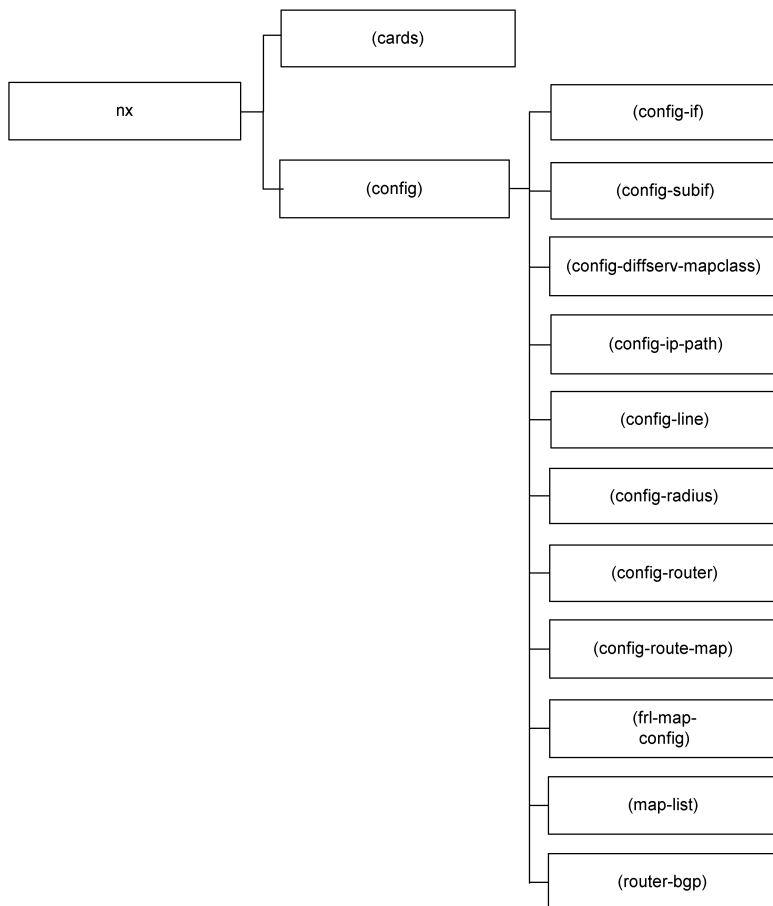 (cards)
nx
(config)
(config-if)
(config-subif)
(config-diffserv-mapclass)
(config-ip-path)
(config-line)
(config-radius)
(config-router)
(config-route-map)
(frl-map-
config)
(map-list)
(router-bgp)